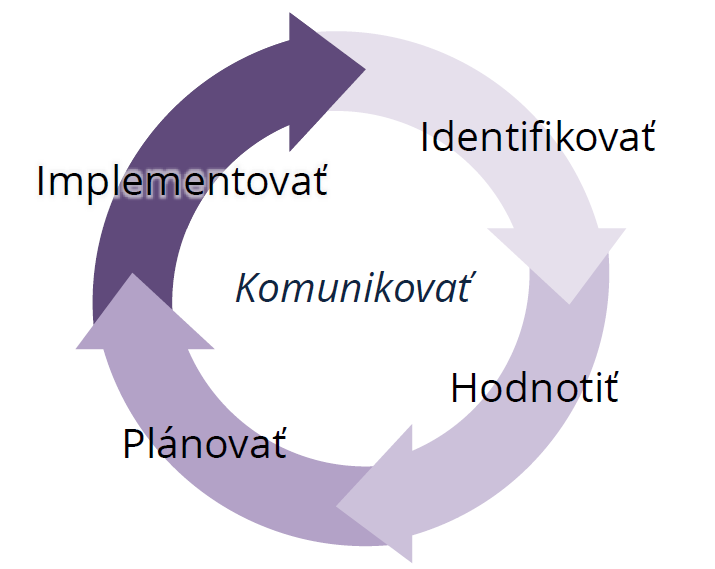 Identifikovať
Implementovať
Komunikovať
Hodnotiť
Plánovať